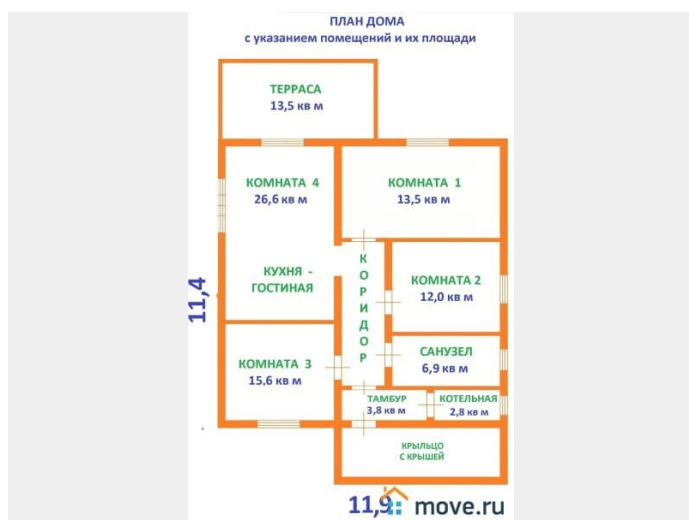 ПЛАН ДОМА
с указанием помещений и их площади
ТЕРРАСА
13,5 кв м
КОМНАТА 4
26,6 кв м
КОМНАТА 1
13,5 кв м
КУХНЯ -
ГОСТИНАЯ
КОРИДОР
КОМНАТА 2
12,0 кв м
11,4
САНУЗЕЛ
6,9 кв м
КОМНАТА 3
15,6 кв м
ТАМБУР
3,8 кв м
КОТЕЛЬНАЯ
2,8 кв м
КРЫЛЬЦО
С КРЫШЕЙ
11,9
move.ru